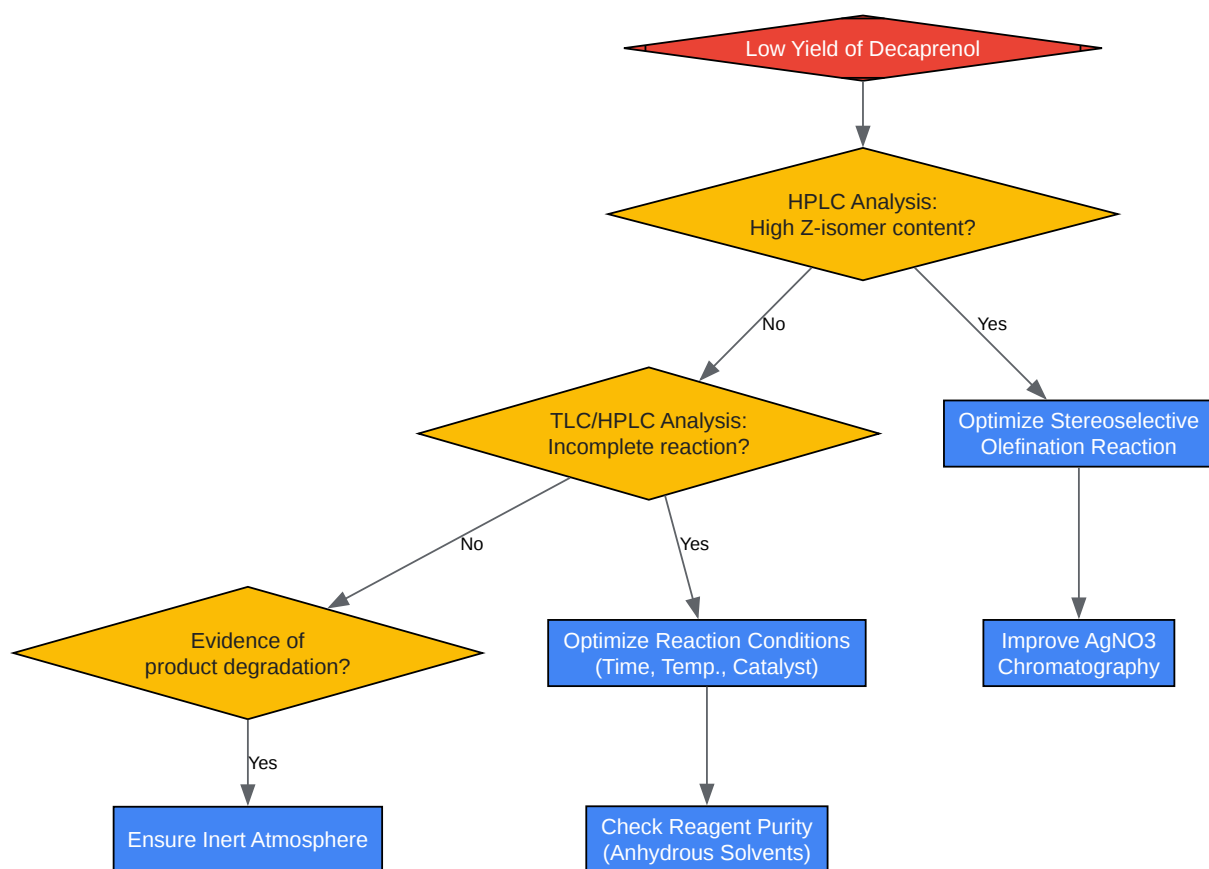 Low Yield of Decaprenol
HPLC Analysis:
High Z-isomer content?
No
Yes
TLC/HPLC Analysis:
Incomplete reaction?
Optimize Stereoselective
Olefination Reaction
No
Yes
Evidence of
product degradation?
Optimize Reaction Conditions
(Time, Temp., Catalyst)
Improve AgNO3
Chromatography
Yes
Ensure Inert Atmosphere
Check Reagent Purity
(Anhydrous Solvents)